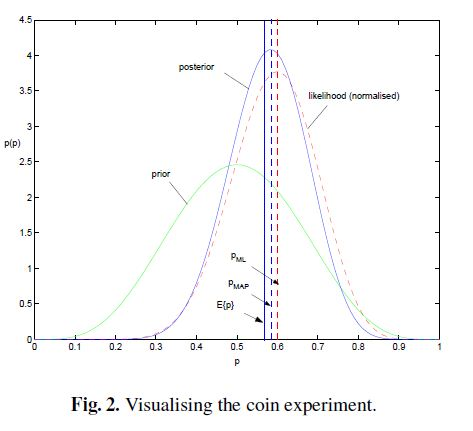 4.5
4
3.5
3
2.5
2
1.5
1
0.5
0
p(p)
posterior
likelihood (normalised)
prior
pML
pMAP
E{p}
0 0.1 0.2 0.3 0.4 0.5 0.6 0.7 0.8 0.9 1
p
Fig. 2. Visualising the coin experiment.